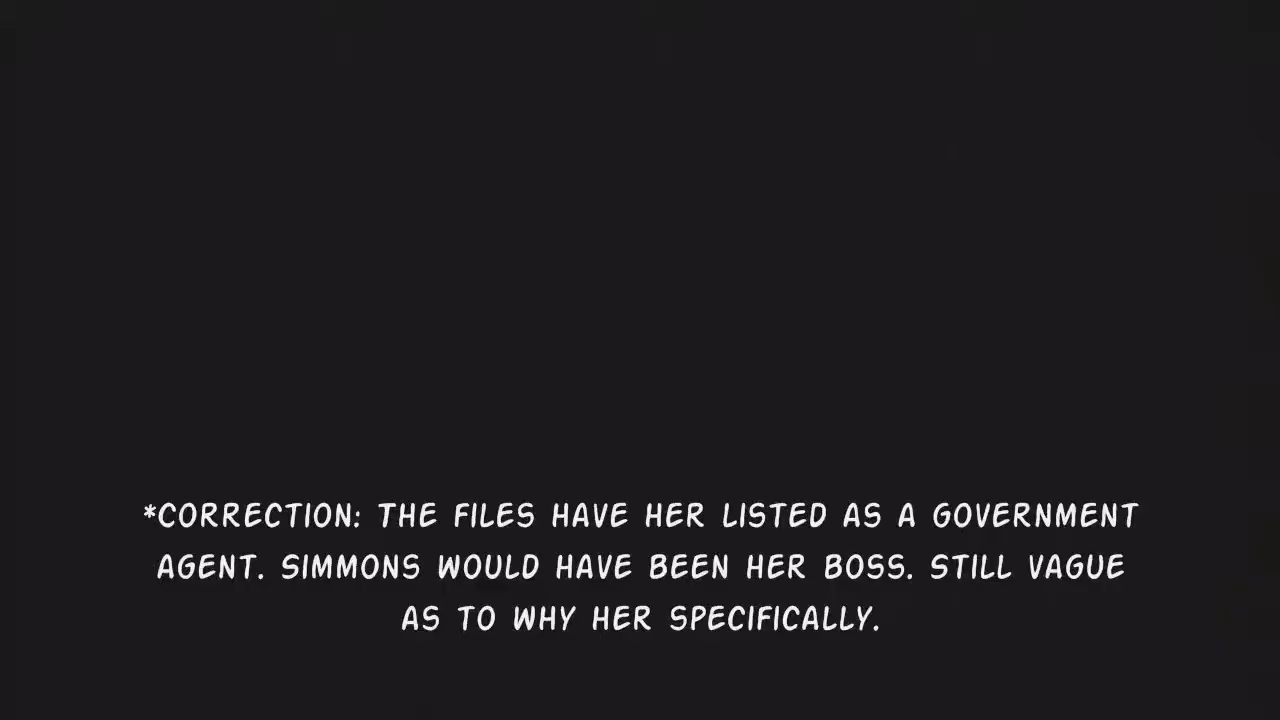 *CORRECTION: THE FILES HAVE HER LISTED AS A GOVERNMENT
AGENT. SIMMONS WOULD HAVE BEEN HER BOSS. STILL VAGUE
AS TO WHY HER SPECIFICALLY.